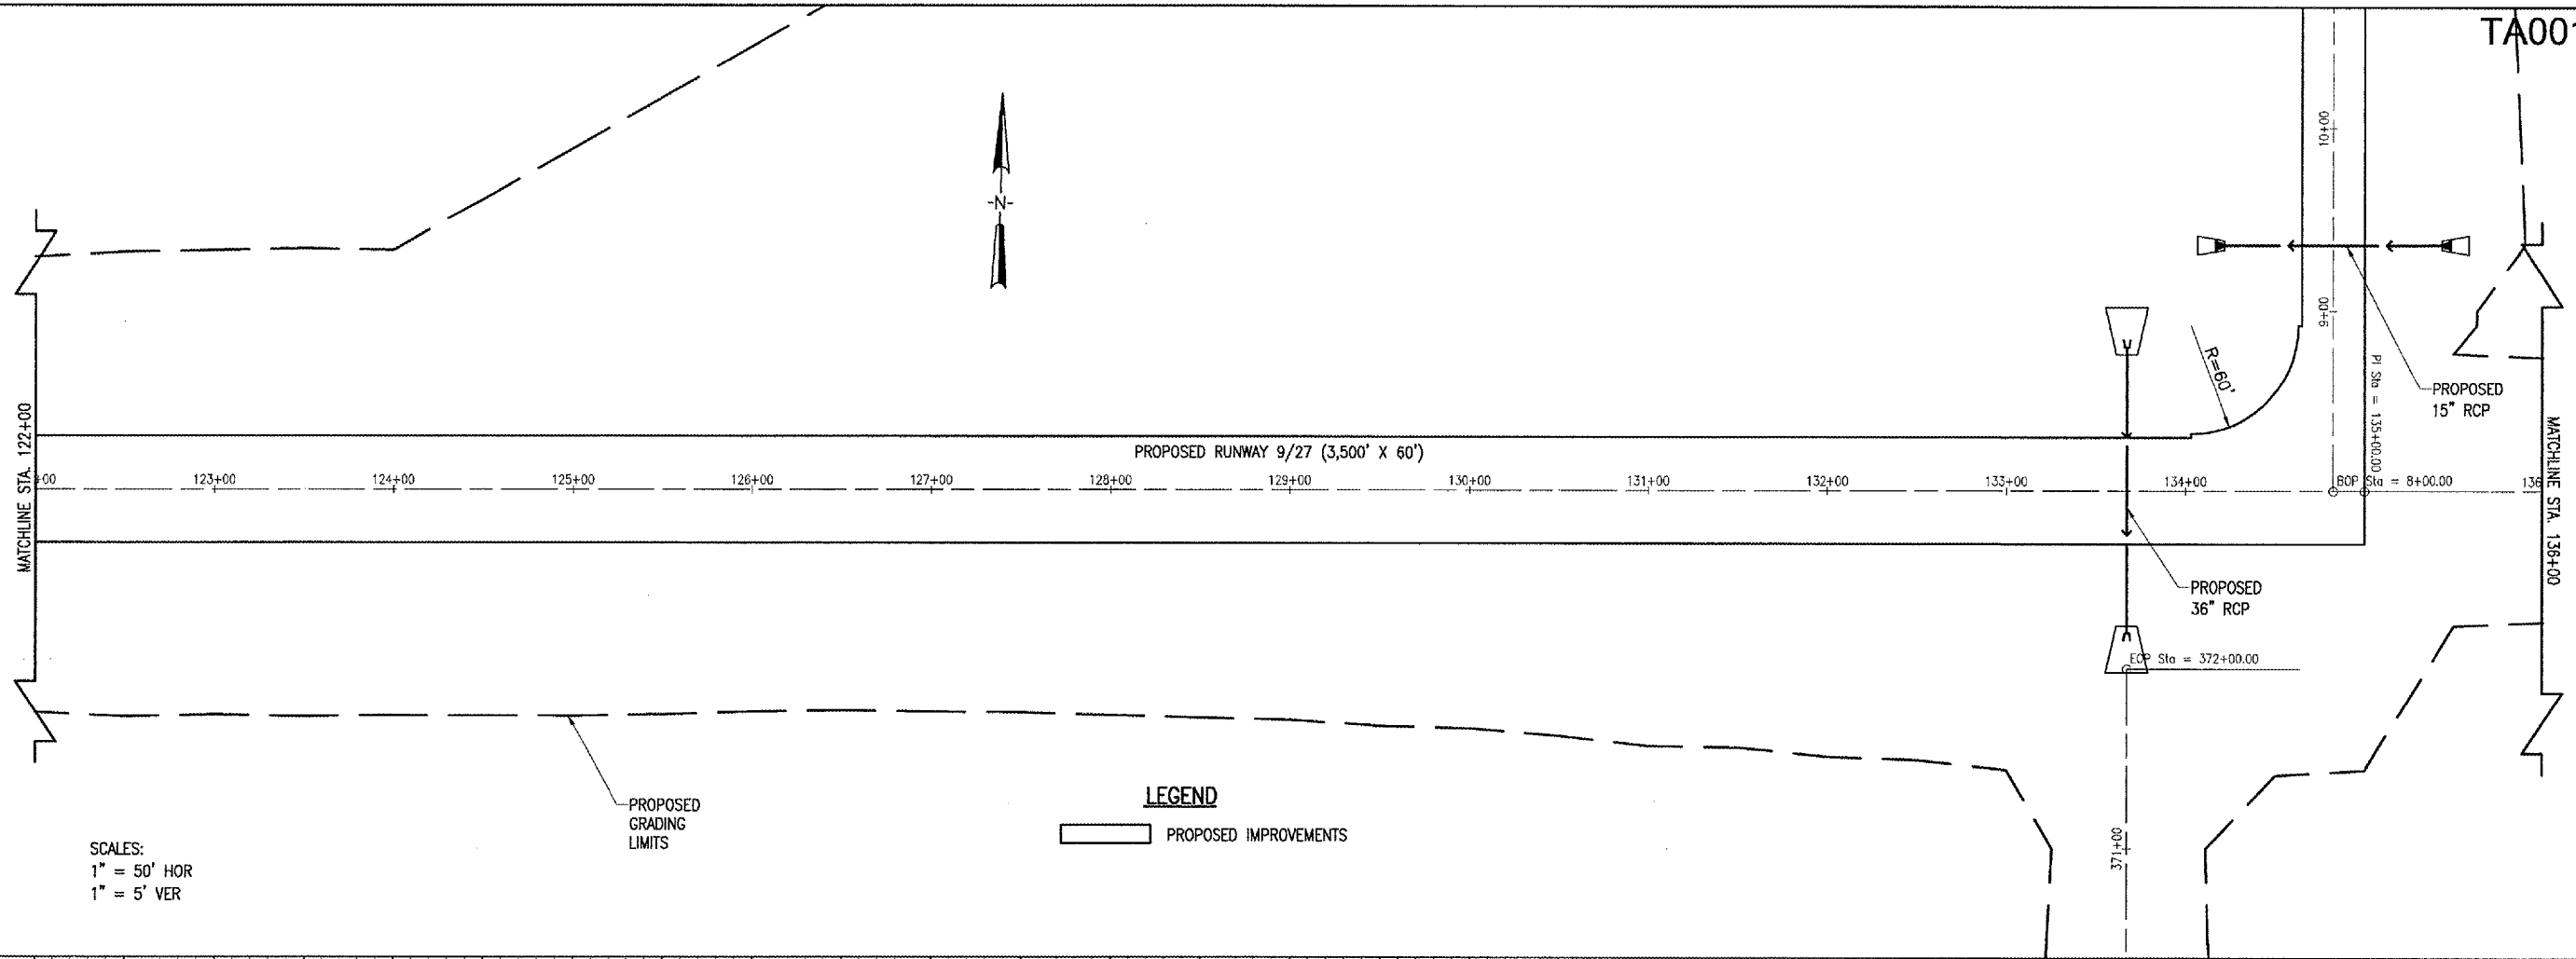 TA001
-N-
10+00
9+00
R=60'
PI Sta = 135+00.00
PROPOSED
15" RCP
MATCHLINE STA. 122+00
PROPOSED RUNWAY 9/27 (3,500' X 60')
+00
123+00
124+00
125+00
126+00
127+00
128+00
129+00
130+00
131+00
132+00
133+00
134+00
BOP Sta = 8+00.00
136
MATCHLINE STA. 136+00
PROPOSED
36" RCP
EOP Sta = 372+00.00
PROPOSED
GRADING
LIMITS
LEGEND
PROPOSED IMPROVEMENTS
371+00
SCALES:
1" = 50' HOR
1" = 5' VER